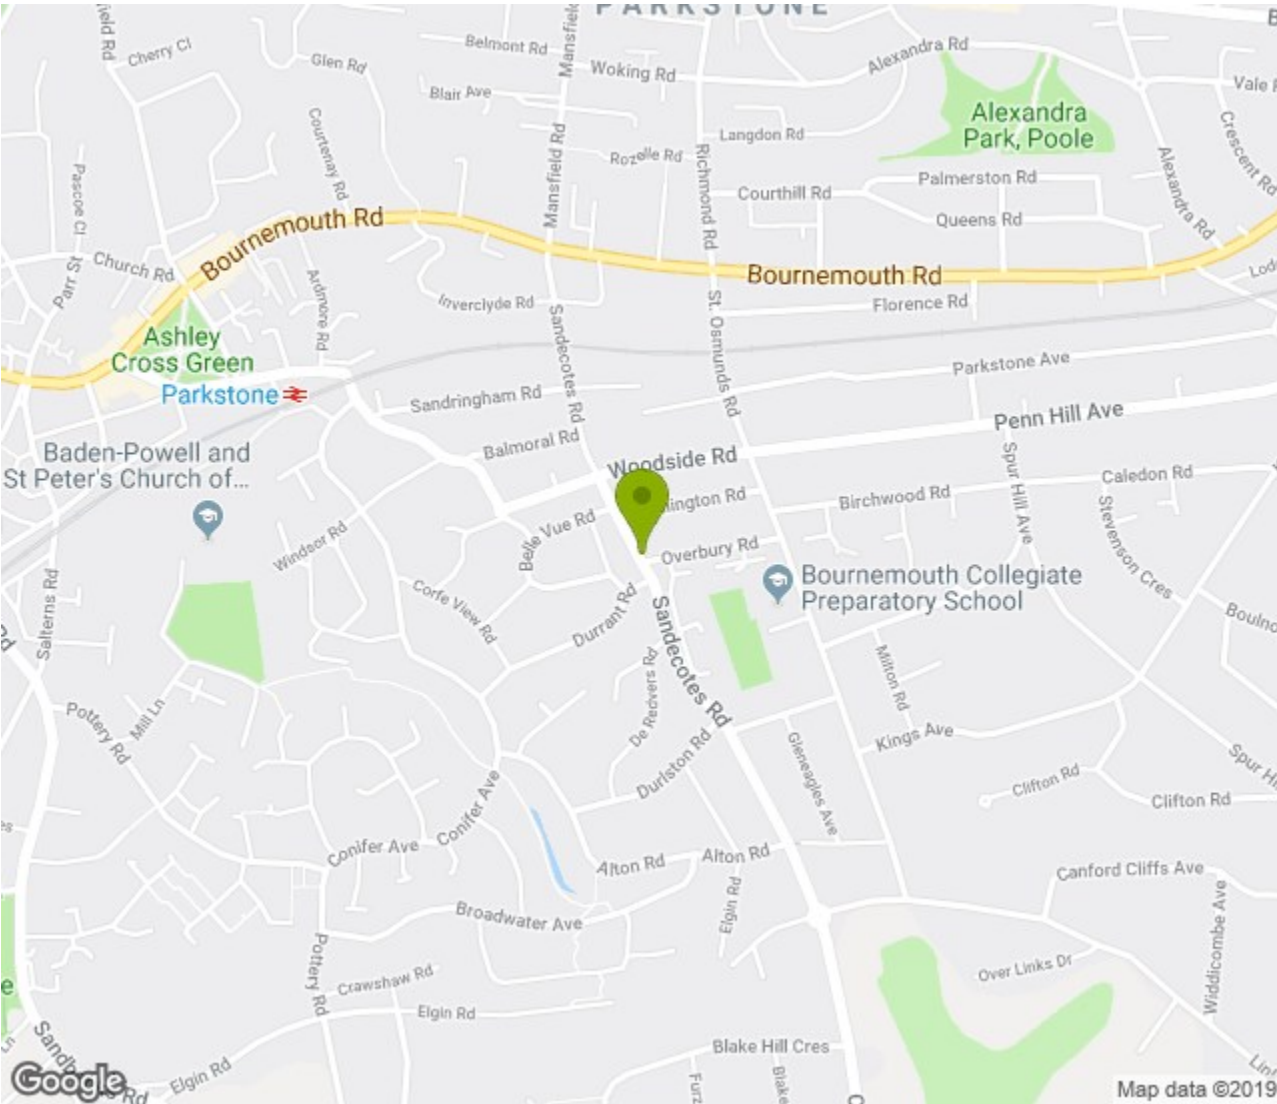 PARKSTONE
Belmont Rd
Mansfield
Alexandra Rd
Cherry Cl
Glen Rd
Woking Rd
Vale
Blair Ave
Alexandra
Park, Poole
Langdon Rd
Crescent Rd
Courtenay Rd
Mansfield Rd
Rozelle Rd
Richmond Rd
Pascoe Cl
Courthill Rd
Palmerston Rd
Alexandra Rd
Queens Rd
Bournemouth Rd
Church Rd
Parr St
Bournemouth Rd
Ardmore Rd
Inverclyde Rd
Florence Rd
St. Osmunds Rd
Sandecotes Rd
Ashley
Cross Green
Parkstone Ave
Parkstone
Sandringham Rd
Penn Hill Ave
Balmoral Rd
Baden-Powell and
St Peter's Church of...
Woodside Rd
Spur Hill Ave
Caledon Rd
Birchwood Rd
ington Rd
Belle Vue Rd
Stevenson Cres
Windsor Rd
Overbury Rd
Bournemouth Collegiate
Preparatory School
Salterns Rd
Corfe View Rd
Durrant Rd
Sandecotes Rd
Milton Rd
De Redvers Rd
Mill Ln
Pottery Rd
Kings Ave
Gleneagles Ave
Durlston Rd
Clifton Rd
Clifton Rd
Conifer Ave
Conifer Ave
Alton Rd
Alton Rd
Canford Cliffs Ave
Elgin Rd
Widdicombe Ave
Broadwater Ave
Pottery Rd
Over Links Dr
Crawshaw Rd
Elgin Rd
Blake Hill Cres
Elgin Rd
Google
Map data ©2019